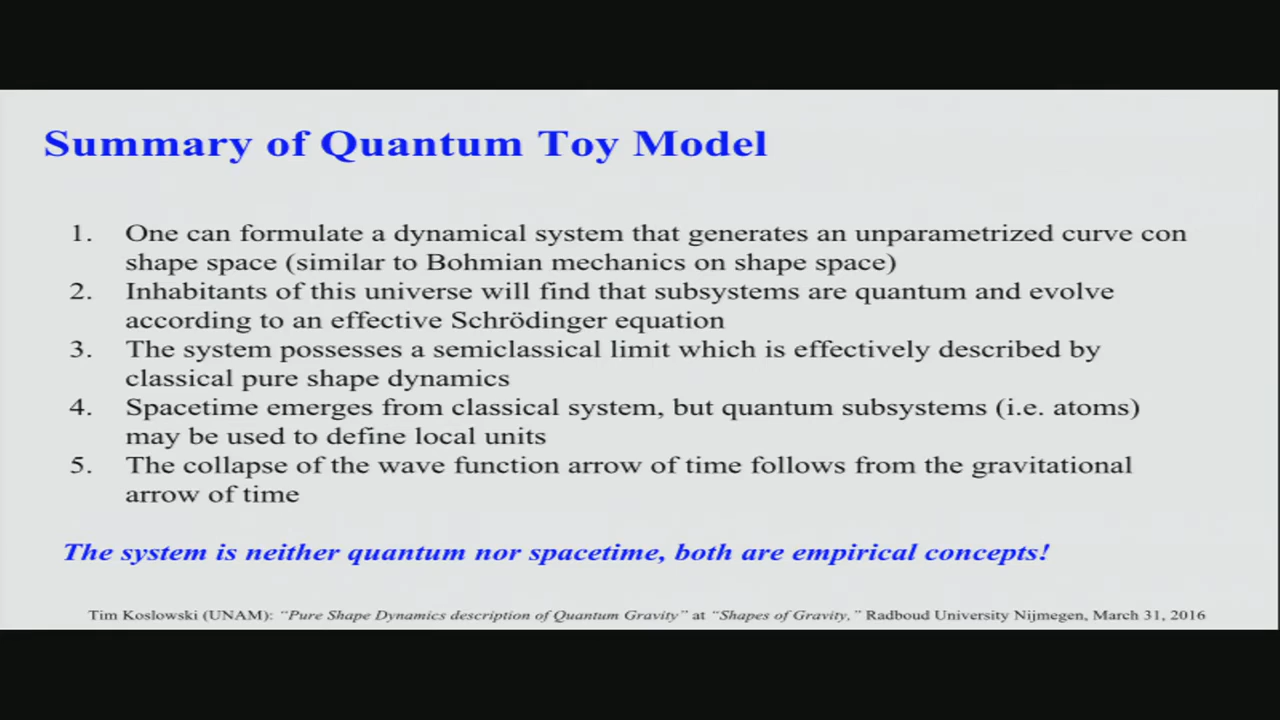 Summary of Quantum Toy Model
1. One can formulate a dynamical system that generates an unparametrized curve con
shape space (similar to Bohmian mechanics on shape space)
2. Inhabitants of this universe will find that subsystems are quantum and evolve
according to an effective Schrödinger equation
3. The system possesses a semiclassical limit which is effectively described by
classical pure shape dynamics
4. Spacetime emerges from classical system, but quantum subsystems (i.e. atoms)
may be used to define local units
5. The collapse of the wave function arrow of time follows from the gravitational
arrow of time
The system is neither quantum nor spacetime, both are empirical concepts!
Tim Koslowski (UNAM): “Pure Shape Dynamics description of Quantum Gravity” at “Shapes of Gravity,” Radboud University Nijmegen, March 31, 2016